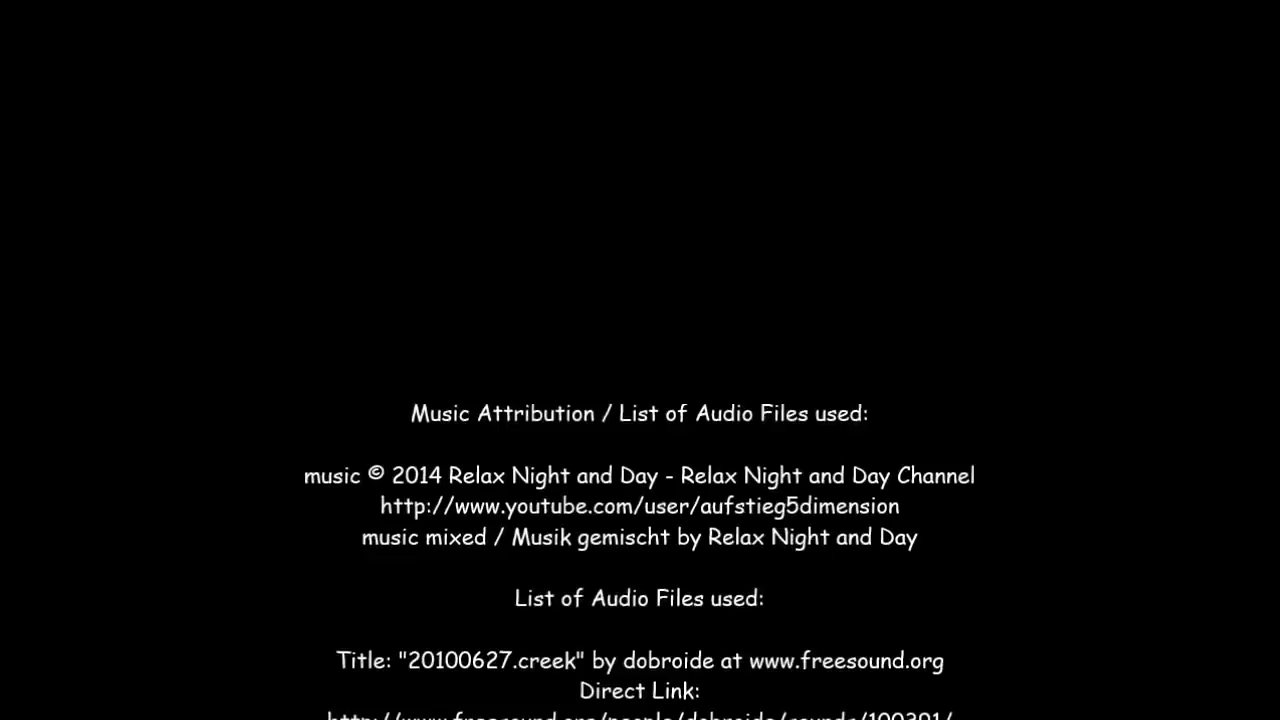 Music Attribution / List of Audio Files used:
music © 2014 Relax Night and Day - Relax Night and Day Channel
http://www.youtube.com/user/aufstieg5dimension
music mixed / Musik gemischt by Relax Night and Day
List of Audio Files used:
Title: "20100627.creek" by dobroide at www.freesound.org
Direct Link: